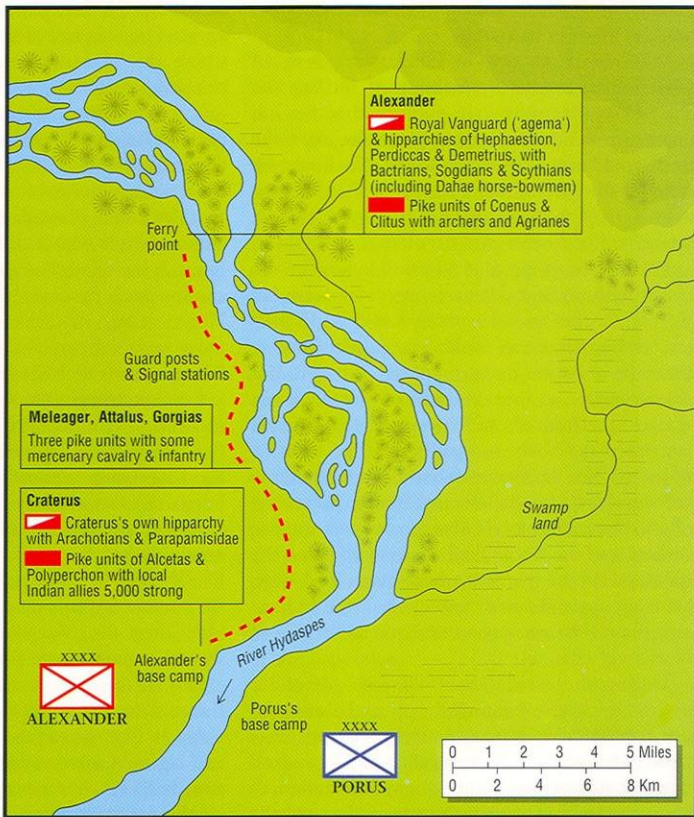 Alexander
Royal Vanguard ('agema')
& hipparchies of Hephaestion,
Perdiccas & Demetrius, with
Bactrians, Sogdians & Scythians
(including Dahae horse-bowmen)
Pike units of Coenus &
Clitus with archers and Agrianes
Ferry
point
Guard posts
& Signal stations
Meleager, Attalus, Gorgias
Three pike units with some
mercenary cavalry & infantry
Craterus
Craterus's own hipparchy
with Arachotians & Parapamisidae
Pike units of Alcetas &
Polyperchon with local
Indian allies 5,000 strong
Swamp
land
River Hydaspes
Alexander's
base camp
XXXX
ALEXANDER
Porus's
base camp
XXXX
PORUS
0 1 2 3 4 5 Miles
0 2 4 6 8 Km